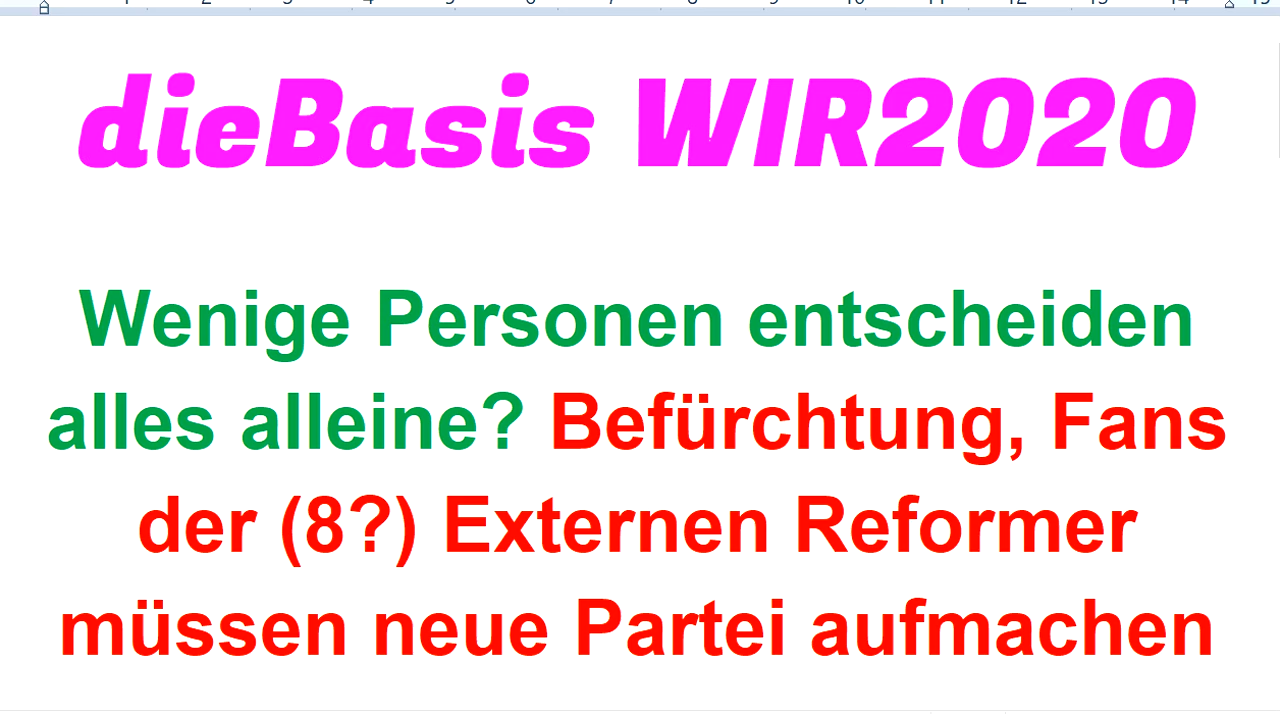 dieBasis WIR2020
Wenige Personen entscheiden
alles alleine? Befürchtung, Fans
der (8?) Externen Reformer
müssen neue Partei aufmachen